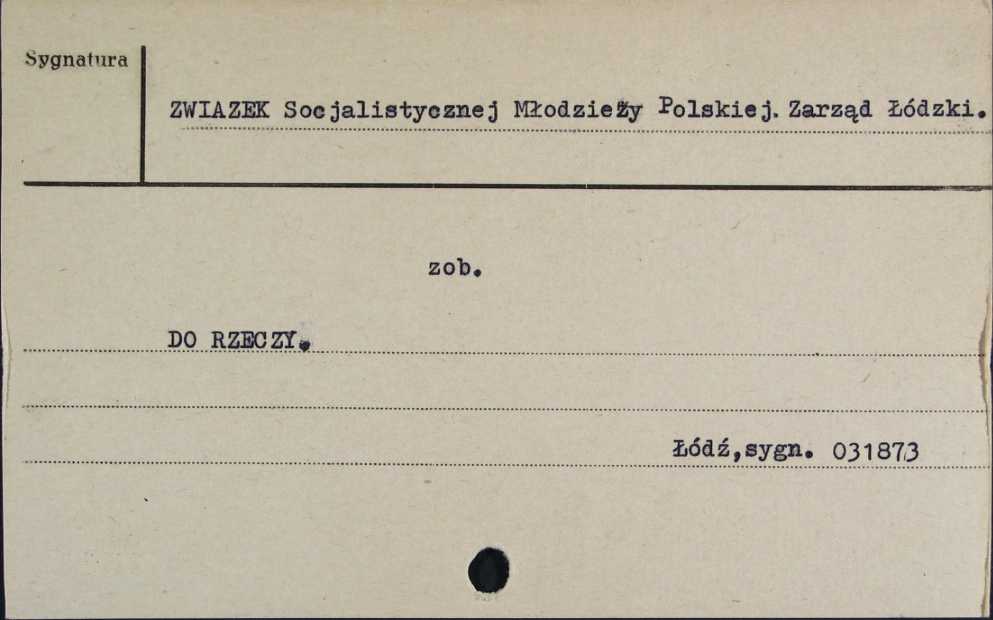 Sygnatura
ZWIAZEK Socjalistycznej Młodzieży Polskiej. Zarząd Łódzki.
zob.
DO RZECZY.
Łódź,sygn. 031873